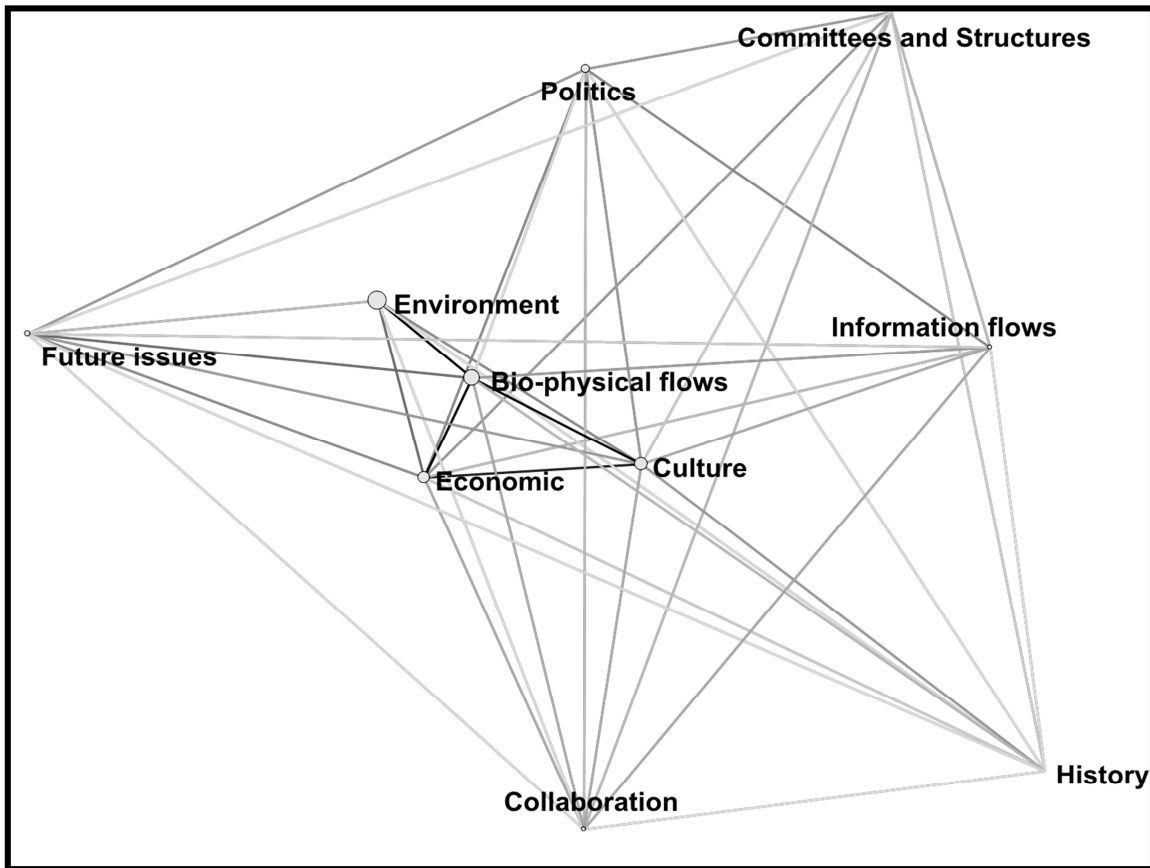 Committees and Structures
Politics
Environment
Information flows
Future issues
Bio-physical flows
Culture
Economic
History
Collaboration